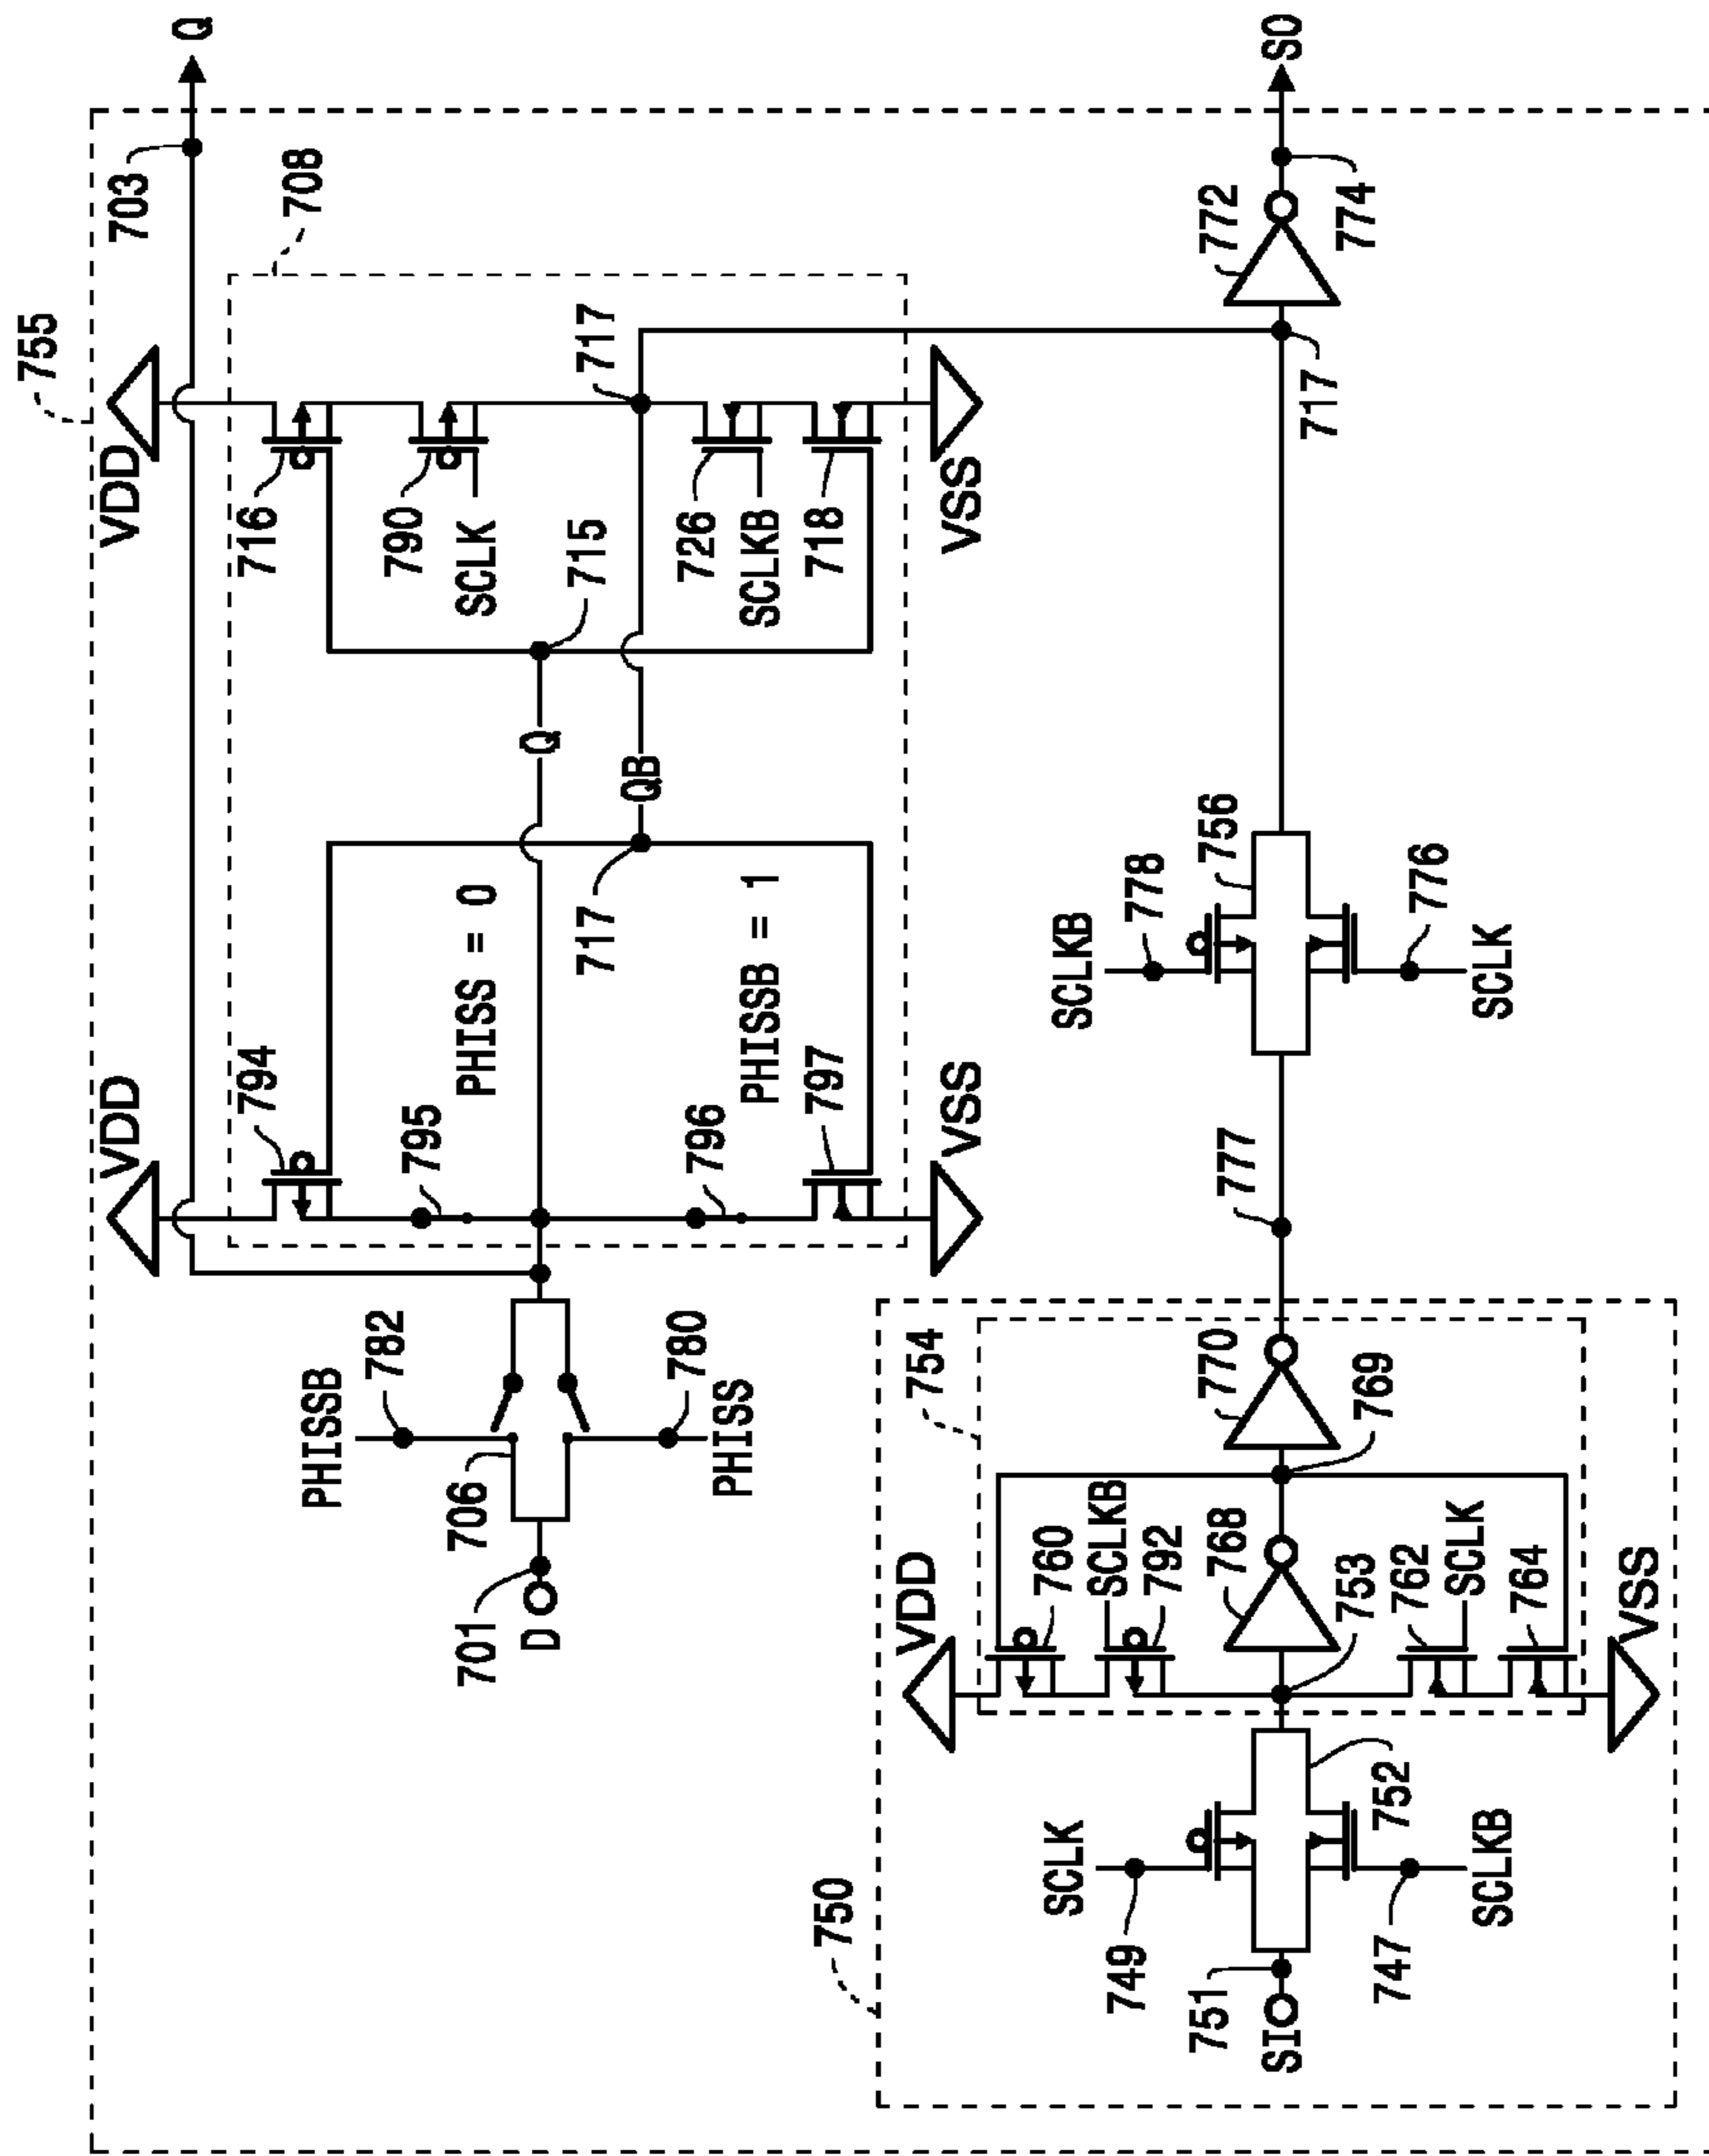 755
VDD
VDD
703
Q
794
716
708
795
PHISS = 0
790
SCLK
PHISSB
782
706
701
D
780
PHISS
Q
715
717
QB
717
796
PHISSB = 1
797
726
SCLKB
718
VSS
VSS
750
VDD
754
760
SCLKB
792
768
753
762
SCLK
764
VSS
770
769
SCLK
749
751
SI
752
747
SCLKB
777
SCLKB
778
756
776
SCLK
717
772
774
SO